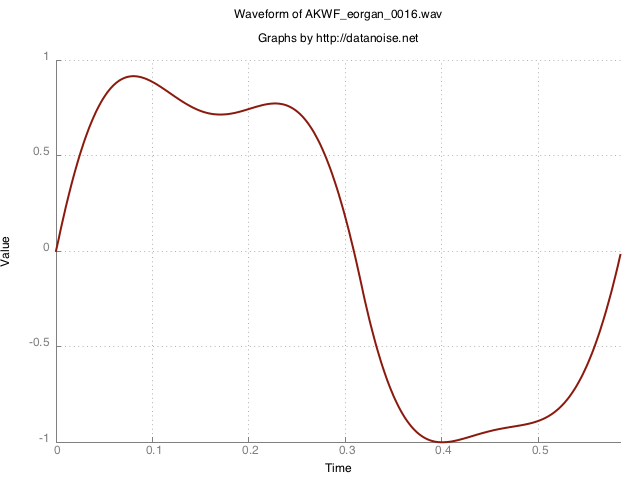 Waveform of AKWF_eorgan_0016.wav
Graphs by http://datanoise.net
1
0.5
0
-0.5
-1
Value
0 0.1 0.2 0.3 0.4 0.5
Time